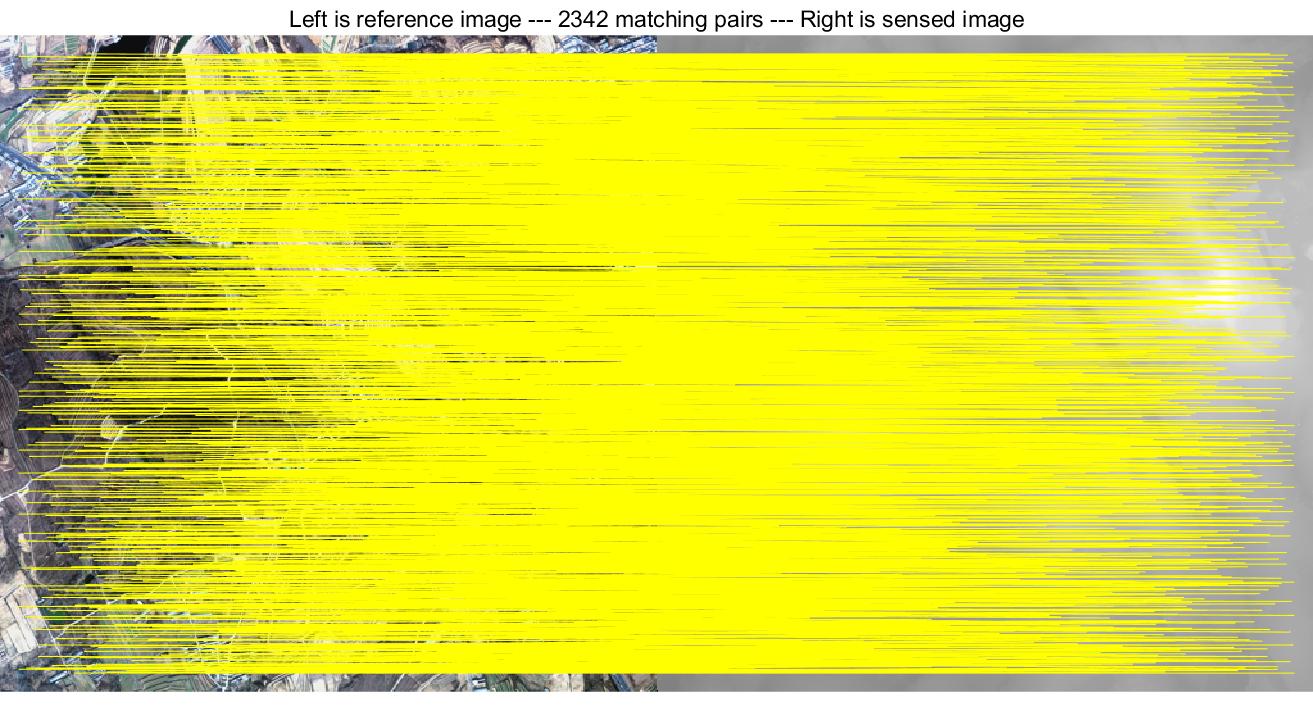 Left is reference image --- 2342 matching pairs --- Right is sensed image